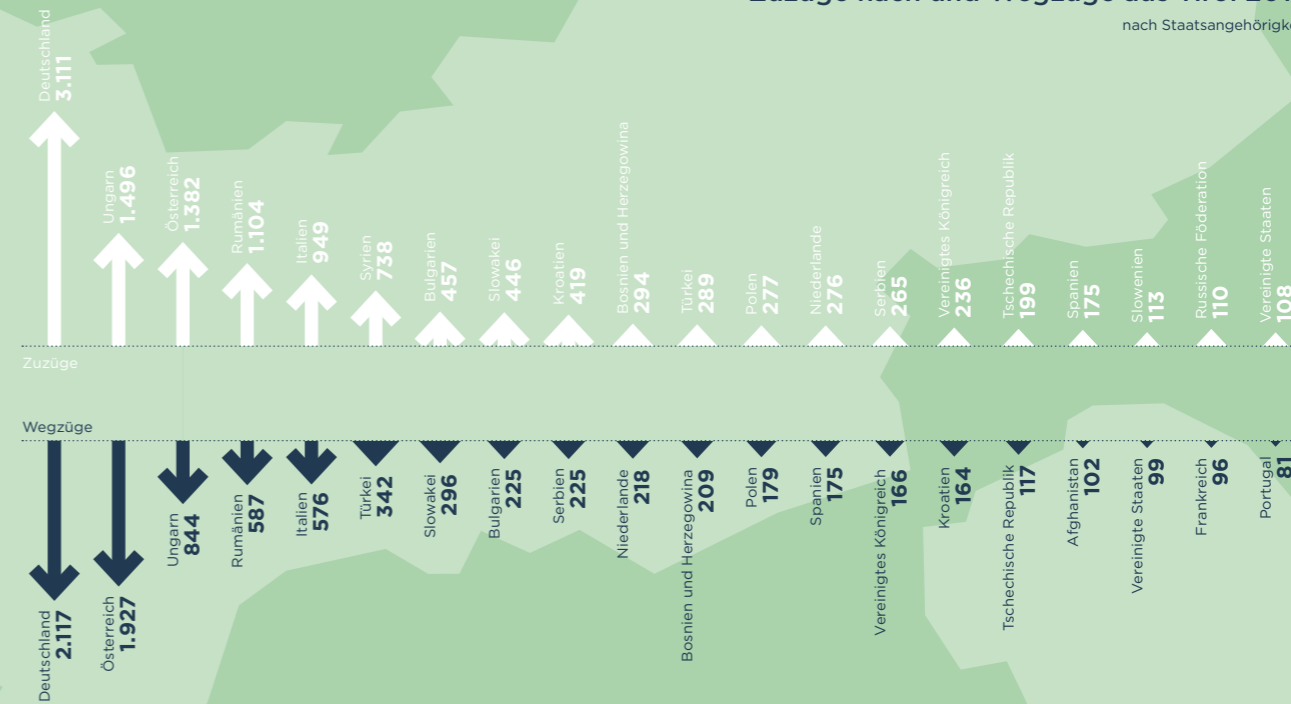 nach Staatsangehörigke
Deutschland
3.111
Ungarn
1.496
Österreich
1.382
Rumänien
1.104
Italien
949
Syrien
738
Bulgarien
457
Slowakei
446
Kroatien
419
Bosnien und Herzegowina
294
Türkei
289
Polen
277
Niederlande
276
Serbien
265
Vereinigtes Königreich
236
Tschechische Republik
199
Spanien
175
Slowenien
113
Russische Föderation
110
Vereinigte Staaten
108
Zuzüge
Wegzüge
Deutschland
2.117
Österreich
1.927
Ungarn
844
Rumänien
587
Italien
576
Türkei
342
Slowakei
296
Bulgarien
225
Serbien
225
Niederlande
218
Bosnien und Herzegowina
209
Polen
179
Spanien
175
Vereinigtes Königreich
166
Kroatien
164
Tschechische Republik
117
Afghanistan
102
Vereinigte Staaten
99
Frankreich
96
Portugal
81